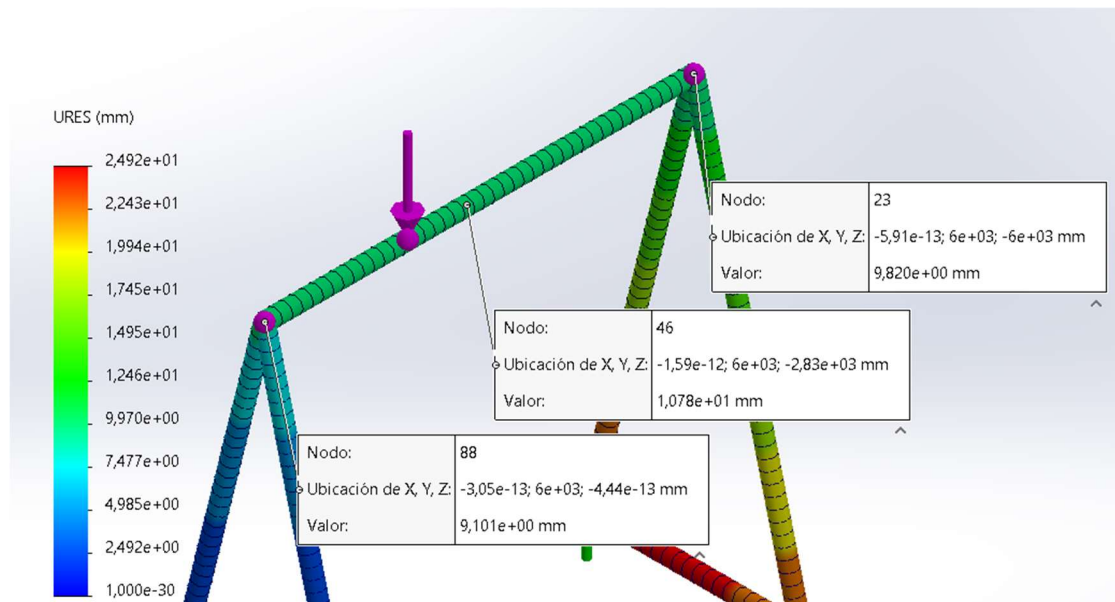 URES (mm)
2,492e+01
2,243e+01
1,994e+01
1,745e+01
1,495e+01
1,246e+01
9,970e+00
7,477e+00
4,985e+00
2,492e+00
1,000e-30
Nodo: 23
Ubicación de X, Y, Z: -5,91e-13; 6e+03; -6e+03 mm
Valor: 9,820e+00 mm
Nodo: 46
Ubicación de X, Y, Z: -1,59e-12; 6e+03; -2,83e+03 mm
Valor: 1,078e+01 mm
Nodo: 88
Ubicación de X, Y, Z: -3,05e-13; 6e+03; -4,44e-13 mm
Valor: 9,101e+00 mm